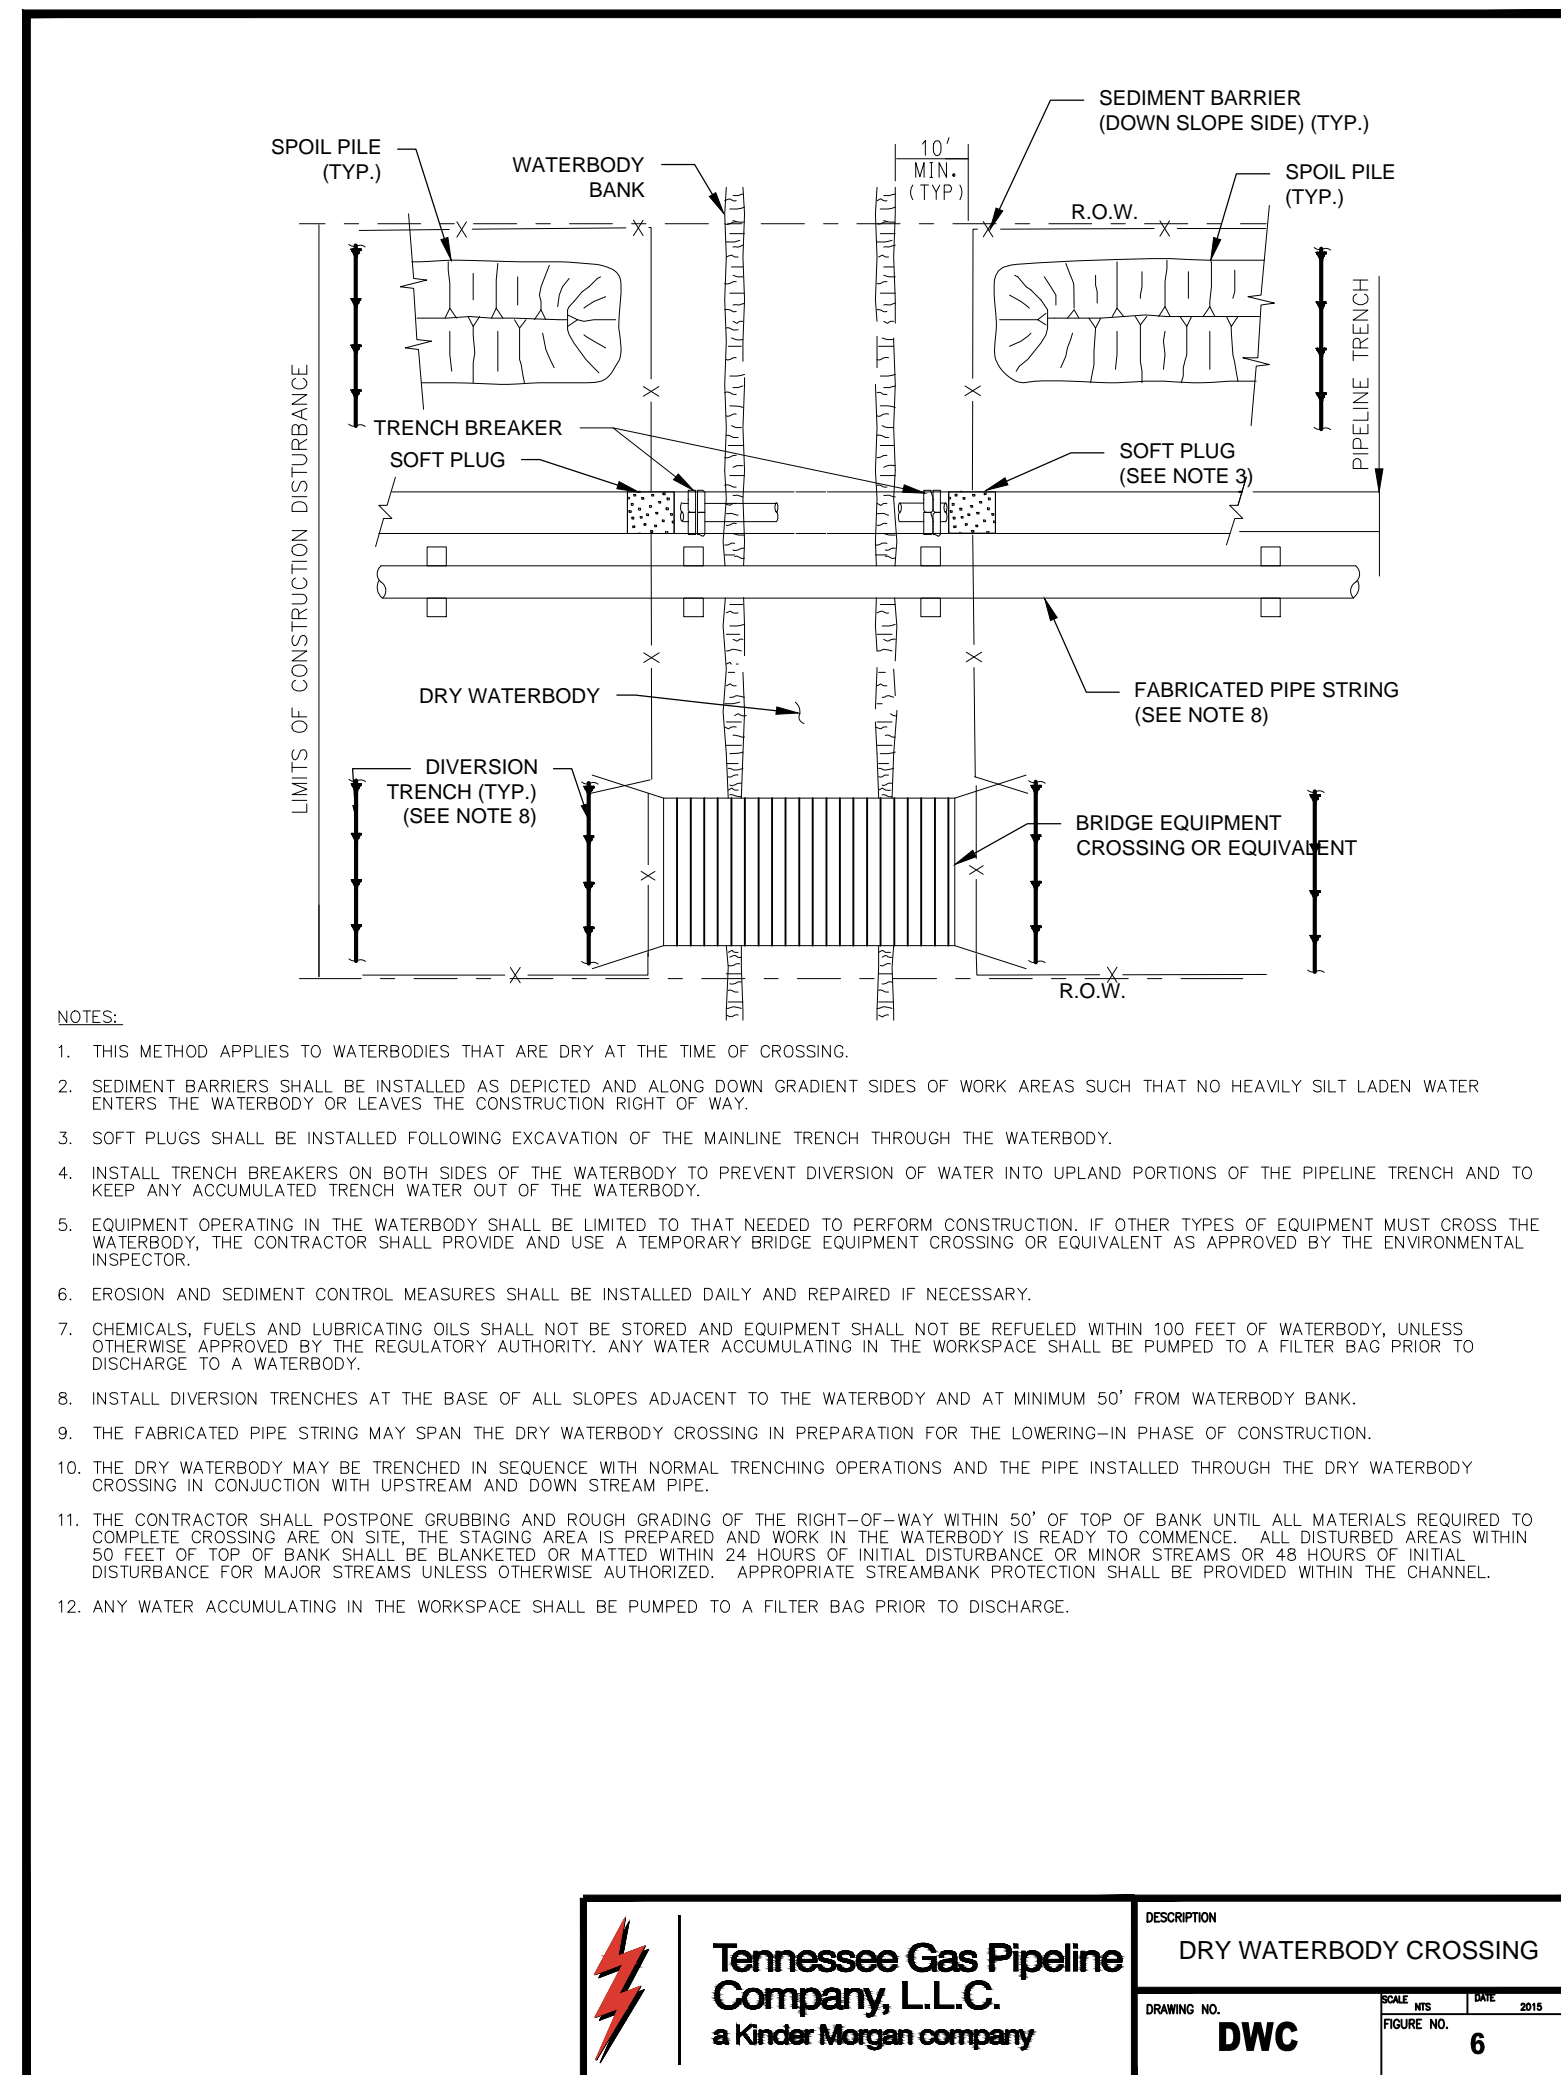 SEDIMENT BARRIER
(DOWN SLOPE SIDE) (TYP.)
SPOIL PILE
(TYP.)
WATERBODY
BANK
10'
MIN.
(TYP)
SPOIL PILE
(TYP.)
R.O.W.
LIMITS OF CONSTRUCTION DISTURBANCE
PIPELINE TRENCH
TRENCH BREAKER
SOFT PLUG
SOFT PLUG
(SEE NOTE 3)
DRY WATERBODY
FABRICATED PIPE STRING
(SEE NOTE 8)
DIVERSION
TRENCH (TYP.)
(SEE NOTE 8)
BRIDGE EQUIPMENT
CROSSING OR EQUIVALENT
R.O.W.
NOTES:
1. THIS METHOD APPLIES TO WATERBODIES THAT ARE DRY AT THE TIME OF CROSSING.
2. SEDIMENT BARRIERS SHALL BE INSTALLED AS DEPICTED AND ALONG DOWN GRADIENT SIDES OF WORK AREAS SUCH THAT NO HEAVILY SILT LADEN WATER
ENTERS THE WATERBODY OR LEAVES THE CONSTRUCTION RIGHT OF WAY.
3. SOFT PLUGS SHALL BE INSTALLED FOLLOWING EXCAVATION OF THE MAINLINE TRENCH THROUGH THE WATERBODY.
4. INSTALL TRENCH BREAKERS ON BOTH SIDES OF THE WATERBODY TO PREVENT DIVERSION OF WATER INTO UPLAND PORTIONS OF THE PIPELINE TRENCH AND TO
KEEP ANY ACCUMULATED TRENCH WATER OUT OF THE WATERBODY.
5. EQUIPMENT OPERATING IN THE WATERBODY SHALL BE LIMITED TO THAT NEEDED TO PERFORM CONSTRUCTION. IF OTHER TYPES OF EQUIPMENT MUST CROSS THE
WATERBODY, THE CONTRACTOR SHALL PROVIDE AND USE A TEMPORARY BRIDGE EQUIPMENT CROSSING OR EQUIVALENT AS APPROVED BY THE ENVIRONMENTAL
INSPECTOR.
6. EROSION AND SEDIMENT CONTROL MEASURES SHALL BE INSTALLED DAILY AND REPAIRED IF NECESSARY.
7. CHEMICALS, FUELS AND LUBRICATING OILS SHALL NOT BE STORED AND EQUIPMENT SHALL NOT BE REFUELED WITHIN 100 FEET OF WATERBODY, UNLESS
OTHERWISE APPROVED BY THE REGULATORY AUTHORITY. ANY WATER ACCUMULATING IN THE WORKSPACE SHALL BE PUMPED TO A FILTER BAG PRIOR TO
DISCHARGE TO A WATERBODY.
8. INSTALL DIVERSION TRENCHES AT THE BASE OF ALL SLOPES ADJACENT TO THE WATERBODY AND AT MINIMUM 50' FROM WATERBODY BANK.
9. THE FABRICATED PIPE STRING MAY SPAN THE DRY WATERBODY CROSSING IN PREPARATION FOR THE LOWERING-IN PHASE OF CONSTRUCTION.
10. THE DRY WATERBODY MAY BE TRENCHED IN SEQUENCE WITH NORMAL TRENCHING OPERATIONS AND THE PIPE INSTALLED THROUGH THE DRY WATERBODY
CROSSING IN CONJUCTION WITH UPSTREAM AND DOWN STREAM PIPE.
11. THE CONTRACTOR SHALL POSTPONE GRUBBING AND ROUGH GRADING OF THE RIGHT-OF-WAY WITHIN 50' OF TOP OF BANK UNTIL ALL MATERIALS REQUIRED TO
COMPLETE CROSSING ARE ON SITE, THE STAGING AREA IS PREPARED AND WORK IN THE WATERBODY IS READY TO COMMENCE. ALL DISTURBED AREAS WITHIN
50 FEET OF TOP OF BANK SHALL BE BLANKETED OR MATTED WITHIN 24 HOURS OF INITIAL DISTURBANCE OR MINOR STREAMS OR 48 HOURS OF INITIAL
DISTURBANCE FOR MAJOR STREAMS UNLESS OTHERWISE AUTHORIZED. APPROPRIATE STREAMBANK PROTECTION SHALL BE PROVIDED WITHIN THE CHANNEL.
12. ANY WATER ACCUMULATING IN THE WORKSPACE SHALL BE PUMPED TO A FILTER BAG PRIOR TO DISCHARGE.
Tennessee Gas Pipeline
Company, L.L.C.
a Kinder Morgan company
DESCRIPTION
DRY WATERBODY CROSSING
DRAWING NO.
DWC
SCALE NTS
DATE 2015
FIGURE NO.
6